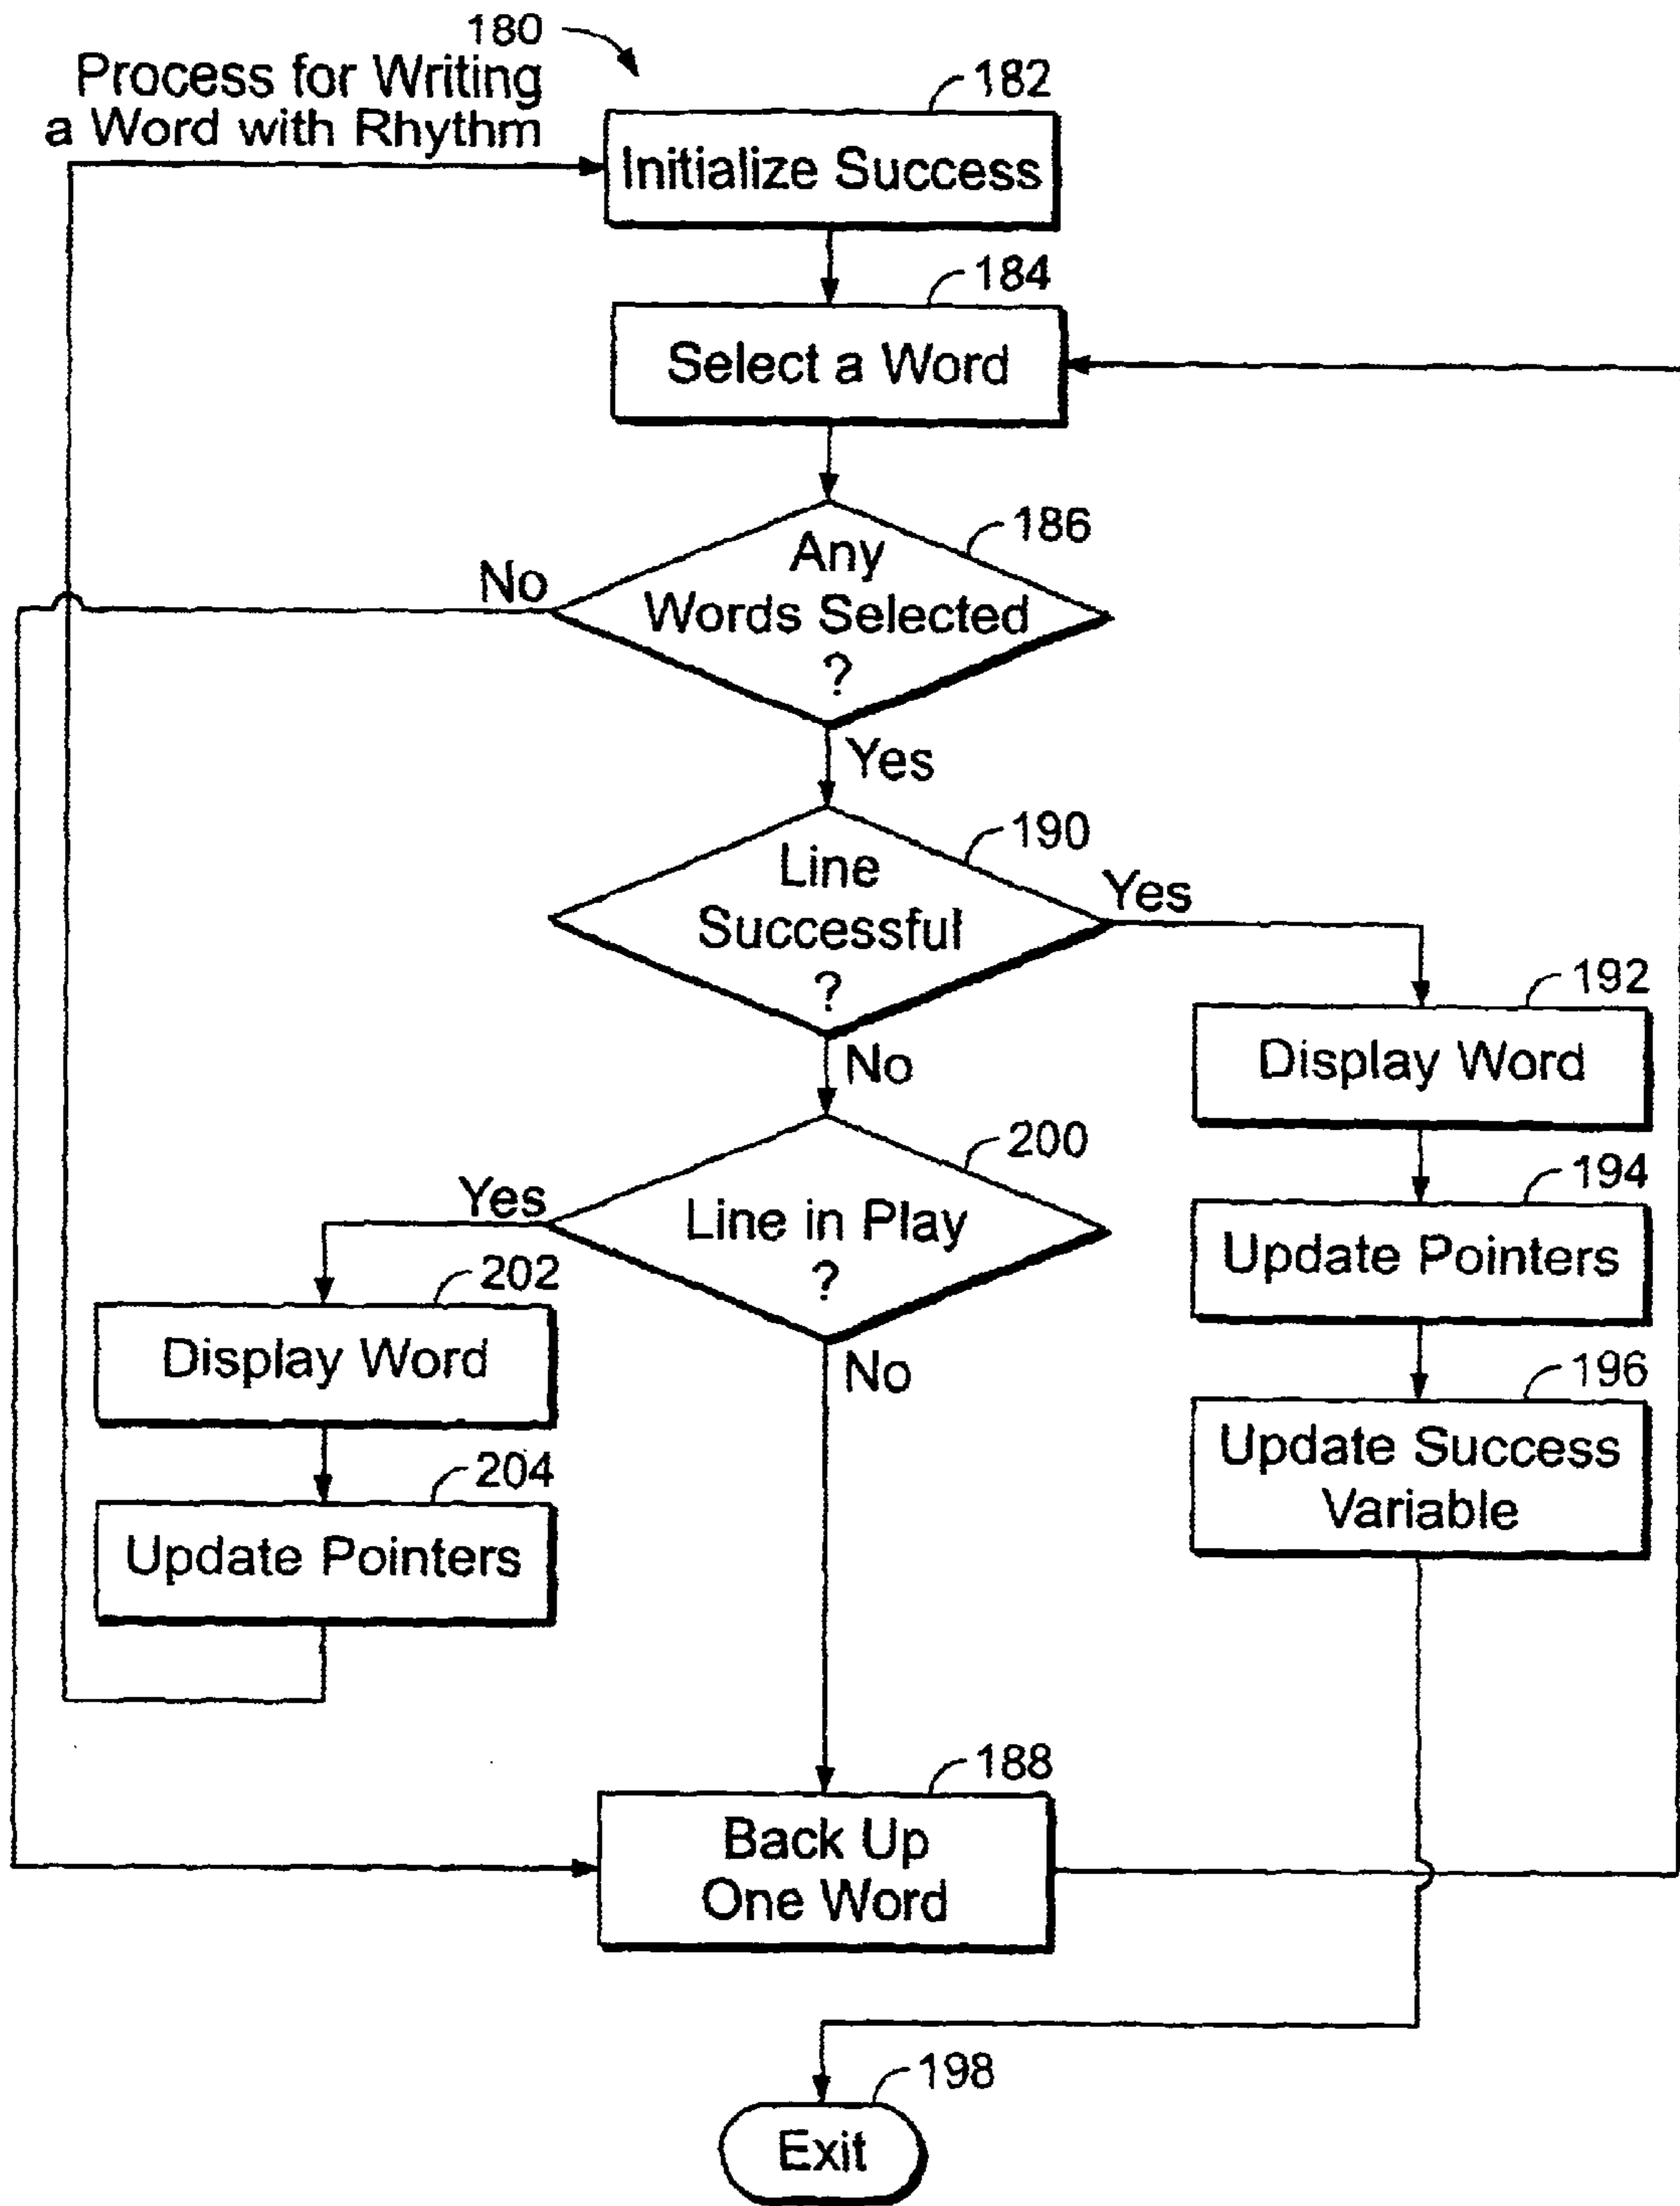 180
Process for Writing
a Word with Rhythm
182
Initialize Success
184
Select a Word
186
Any
Words Selected
?
No
Yes
190
Line
Successful
?
Yes
No
192
Display Word
194
Update Pointers
196
Update Success
Variable
200
Line in Play
?
Yes
No
202
Display Word
204
Update Pointers
188
Back Up
One Word
198
Exit